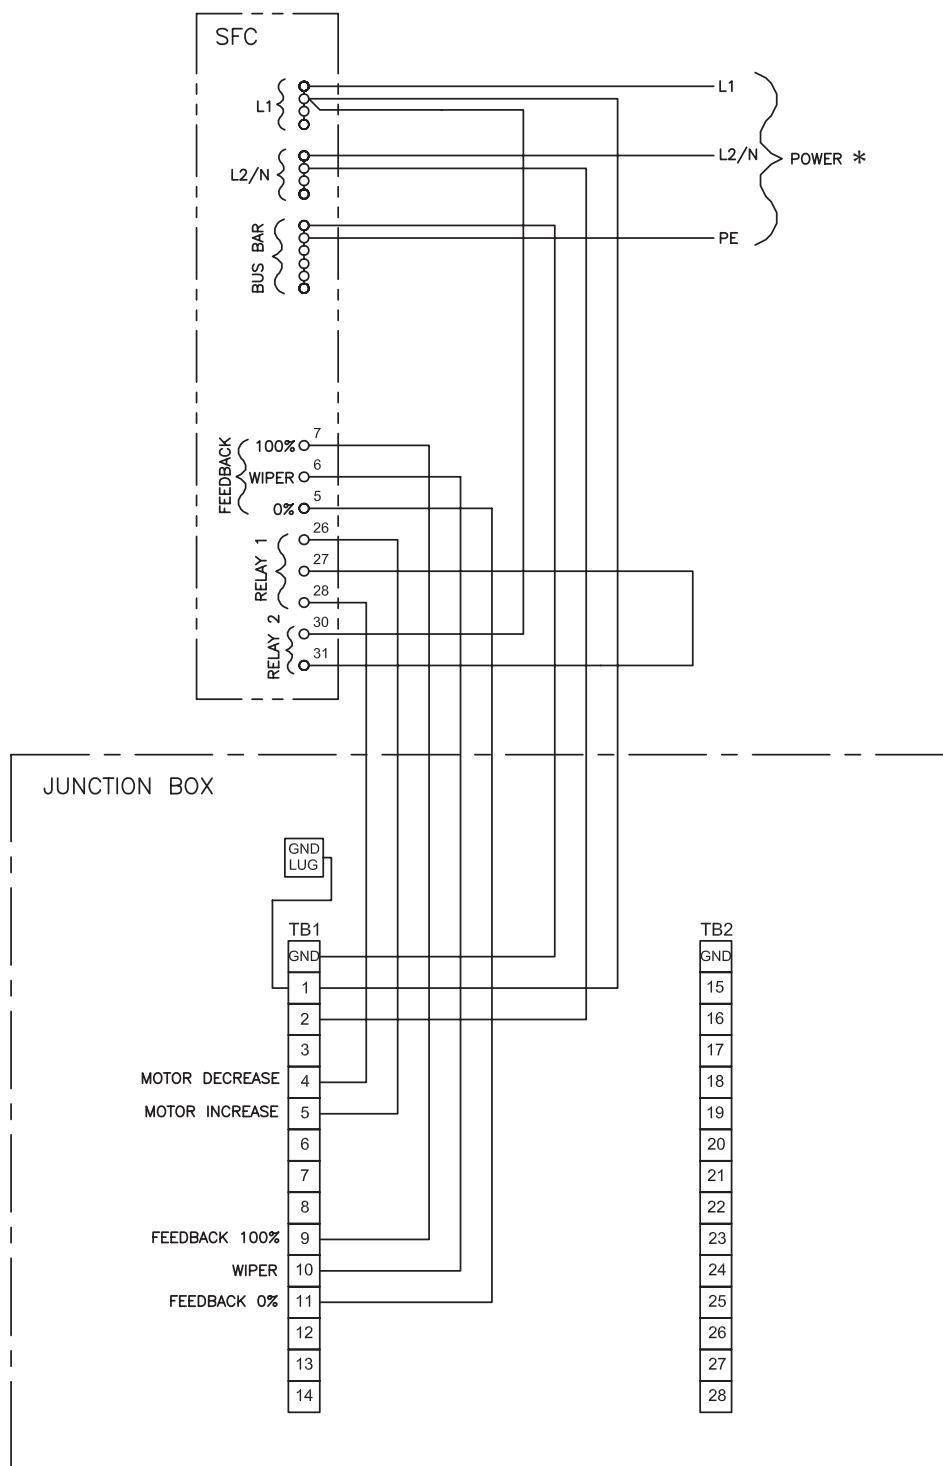 SFC
L1
L1
L2/N
L2/N
POWER *
BUS BAR
PE
FEEDBACK
100%
7
WIPER
6
0%
5
RELAY 1
26
27
28
RELAY 2
30
31
JUNCTION BOX
GND
LUG
TB1
TB2
GND
GND
1
15
2
16
3
17
MOTOR DECREASE
4
18
MOTOR INCREASE
5
19
6
20
7
21
8
22
FEEDBACK 100%
9
23
WIPER
10
24
FEEDBACK 0%
11
25
12
26
13
27
14
28